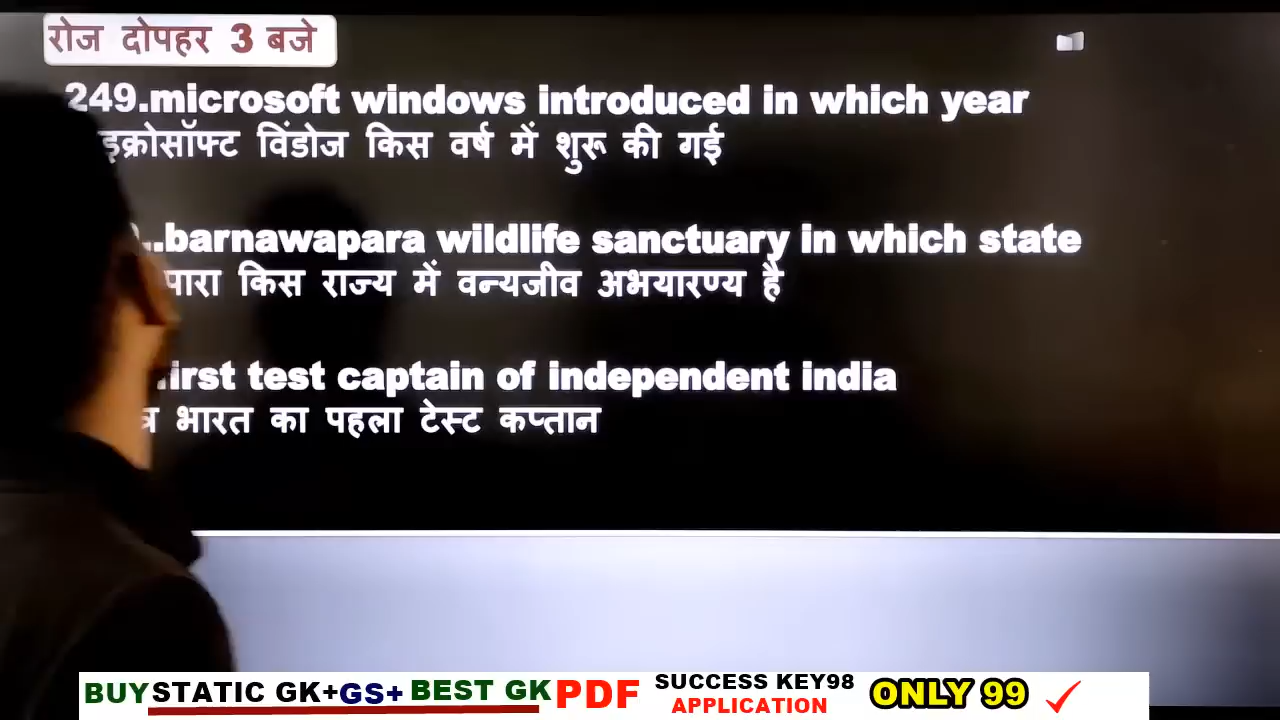 रोज दोपहर 3 बजे
249.microsoft windows introduced in which year
विंडोज किस वर्ष में शुरू की गई
..barnawapara wildlife sanctuary in which state
किस राज्य में वन्यजीव अभयारण्य है
test captain of independent india
भारत का पहला टेस्ट कप्तान
BUY STATIC GK+GS+ BEST GK PDF SUCCESS KEY98 APPLICATION ONLY 99